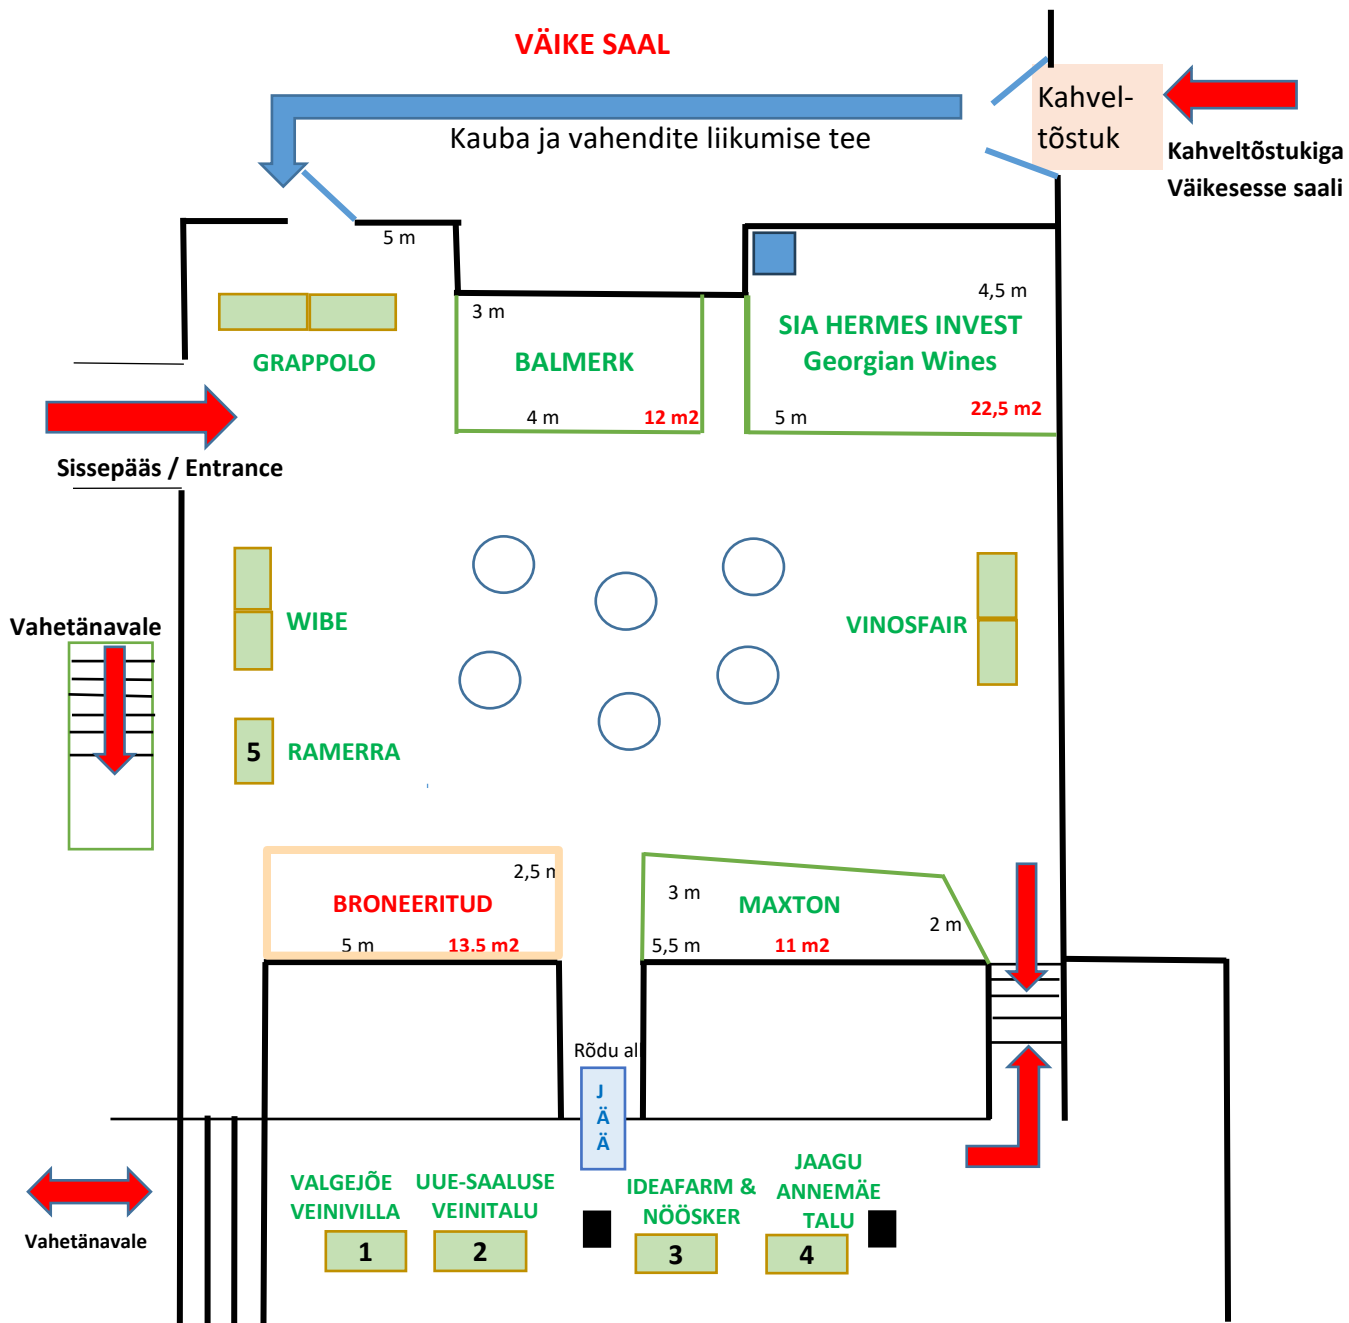 VÄIKE SAAL
Kahvel-
tõstuk
Kauba ja vahendite liikumise tee
Kahveltõstukiga
Väikesesse saali
5 m
3 m
BALMERK
4 m
12 m2
4,5 m
SIA HERMES INVEST
Georgian Wines
5 m
22,5 m2
GRAPPOLO
Sissepääs / Entrance
WIBE
VINOSFAIR
Vahetänavale
5
RAMERRA
2,5 m
BRONEERITUD
5 m
13,5 m2
3 m
MAXTON
2 m
5,5 m
11 m2
Rõdu al
J
Ä
Ä
VALGEJÕE
VEINIVILLA
UUE-SAALUSE
VEINITALU
IDEAFARM &
NÖÖSKER
JAAGU
ANNEMÄE
TALU
1
2
3
4
Vahetänavale